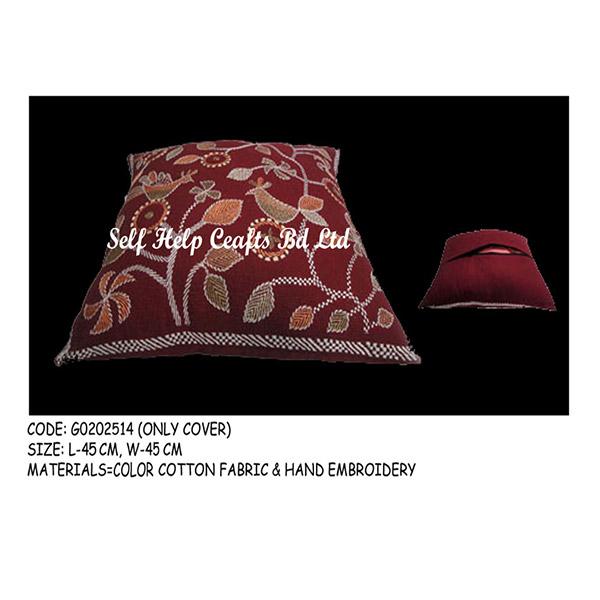 Self Help Ceafts Bd Ltd
CODE: G0202514 (ONLY COVER)
SIZE: L-45 CM, W-45 CM
MATERIALS=COLOR COTTON FABRIC & HAND EMBROIDERY